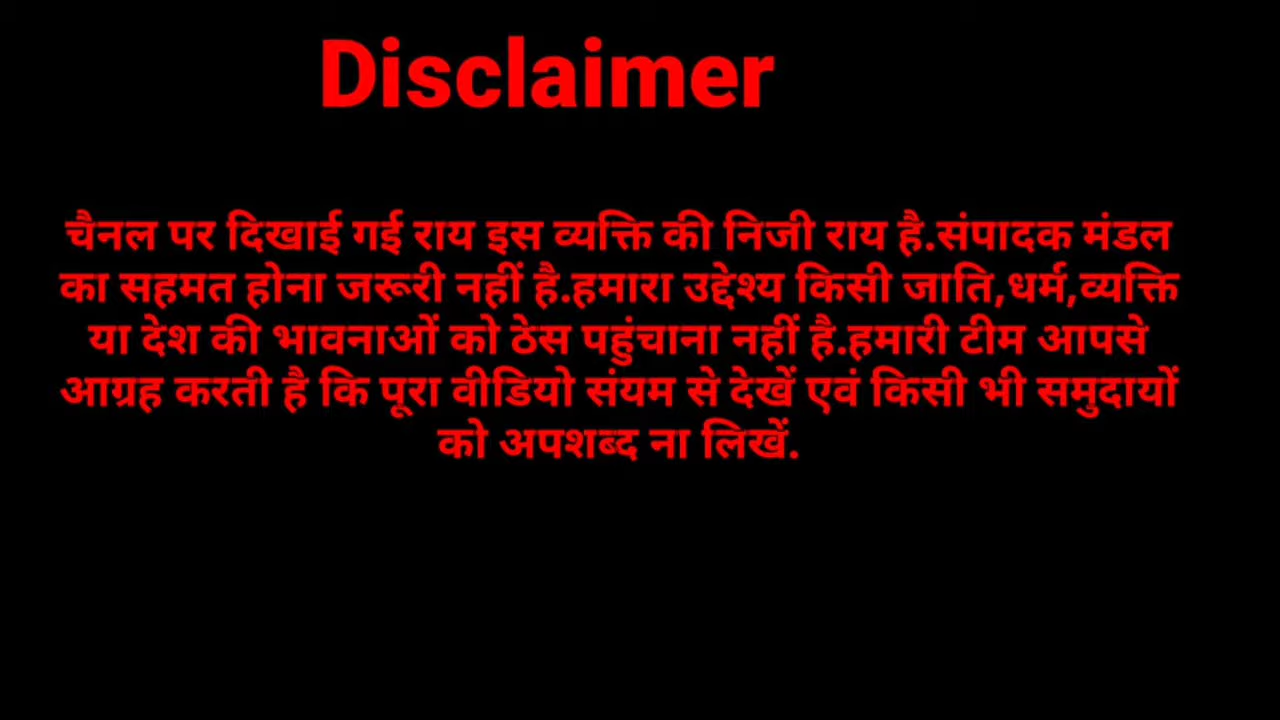 Disclaimer
चैनल पर दिखाई गई राय इस व्यक्ति की निजी राय है.संपादक मंडल
का सहमत होना जरूरी नहीं है.हमारा उद्देश्य किसी जाति,धर्म,व्यक्ति
या देश की भावनाओं को ठेस पहुंचाना नहीं है.हमारी टीम आपसे
आग्रह करती है कि पूरा वीडियो संयम से देखें एवं किसी भी समुदायों
को अपशब्द ना लिखें.